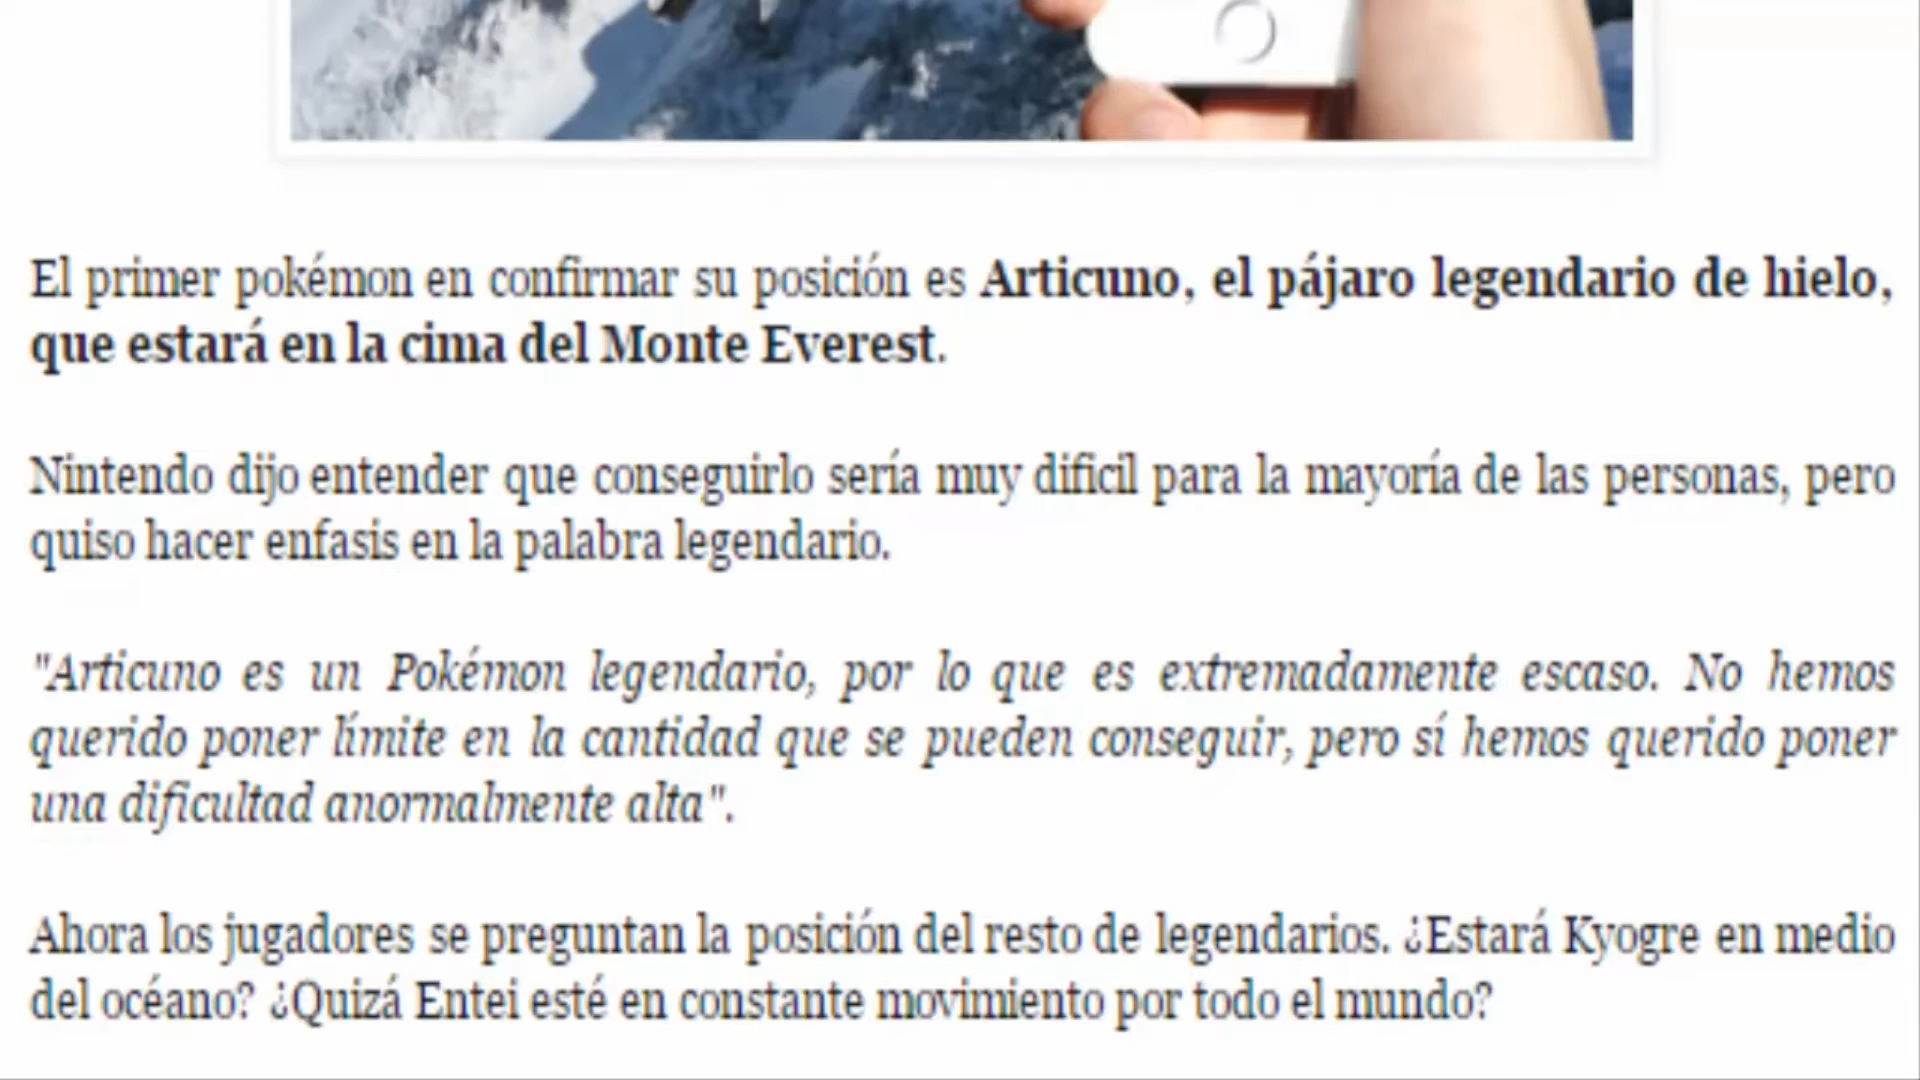 El primer pokémon en confirmar su posición es Articuno, el pájaro legendario de hielo,
que estará en la cima del Monte Everest.
Nintendo dijo entender que conseguirlo sería muy dificil para la mayoría de las personas, pero
quiso hacer enfasis en la palabra legendario.
"Articuno es un Pokémon legendario, por lo que es extremadamente escaso. No hemos
querido poner límite en la cantidad que se pueden conseguir, pero sí hemos querido poner
una dificultad anormalmente alta".
Ahora los jugadores se preguntan la posición del resto de legendarios. ¿Estará Kyogre en medio
del océano? ¿Quizá Entei esté en constante movimiento por todo el mundo?